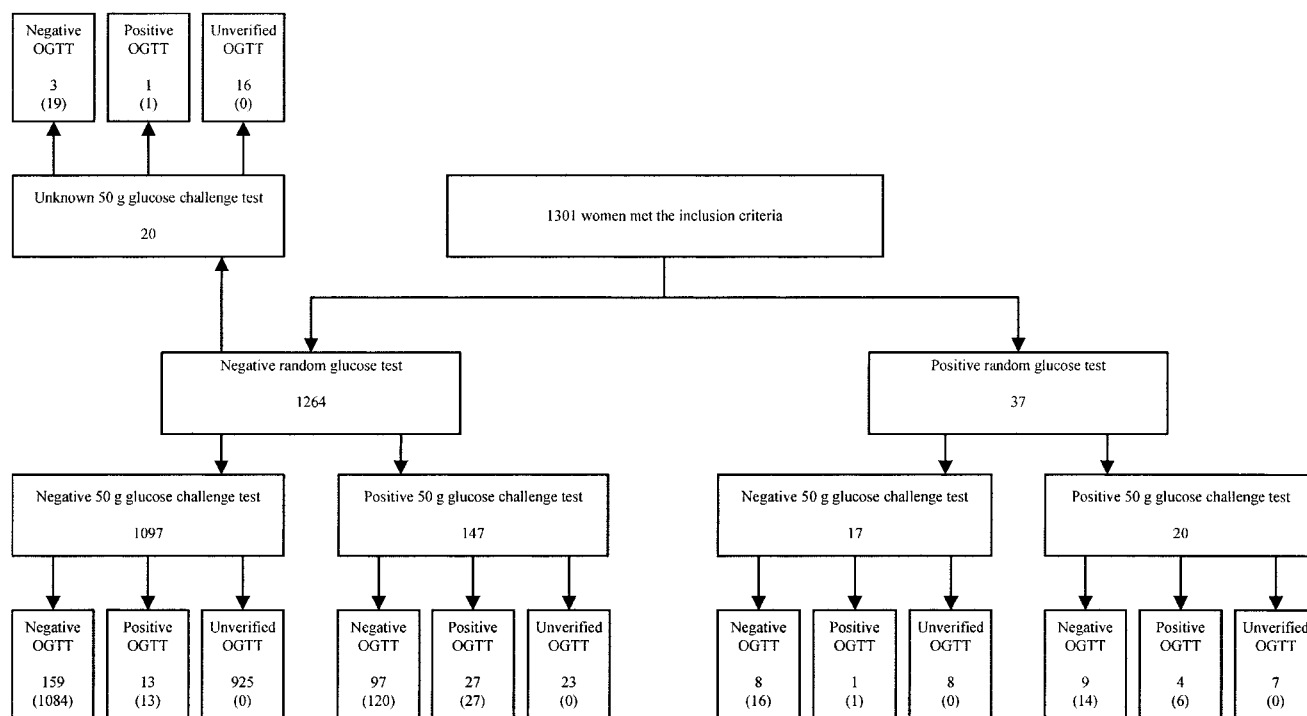 Negative
OGTT
3
(19)
Positive
OGTT
1
(1)
Unverified
OGTT
16
(0)
Unknown 50 g glucose challenge test
20
1301 women met the inclusion criteria
Negative random glucose test
1264
Positive random glucose test
37
Negative 50 g glucose challenge test
1097
Positive 50 g glucose challenge test
147
Negative 50 g glucose challenge test
17
Positive 50 g glucose challenge test
20
Negative
OGTT
159
(1084)
Positive
OGTT
13
(13)
Unverified
OGTT
925
(0)
Negative
OGTT
97
(120)
Positive
OGTT
27
(27)
Unverified
OGTT
23
(0)
Negative
OGTT
8
(16)
Positive
OGTT
1
(1)
Unverified
OGTT
8
(0)
Negative
OGTT
9
(14)
Positive
OGTT
4
(6)
Unverified
OGTT
7
(0)